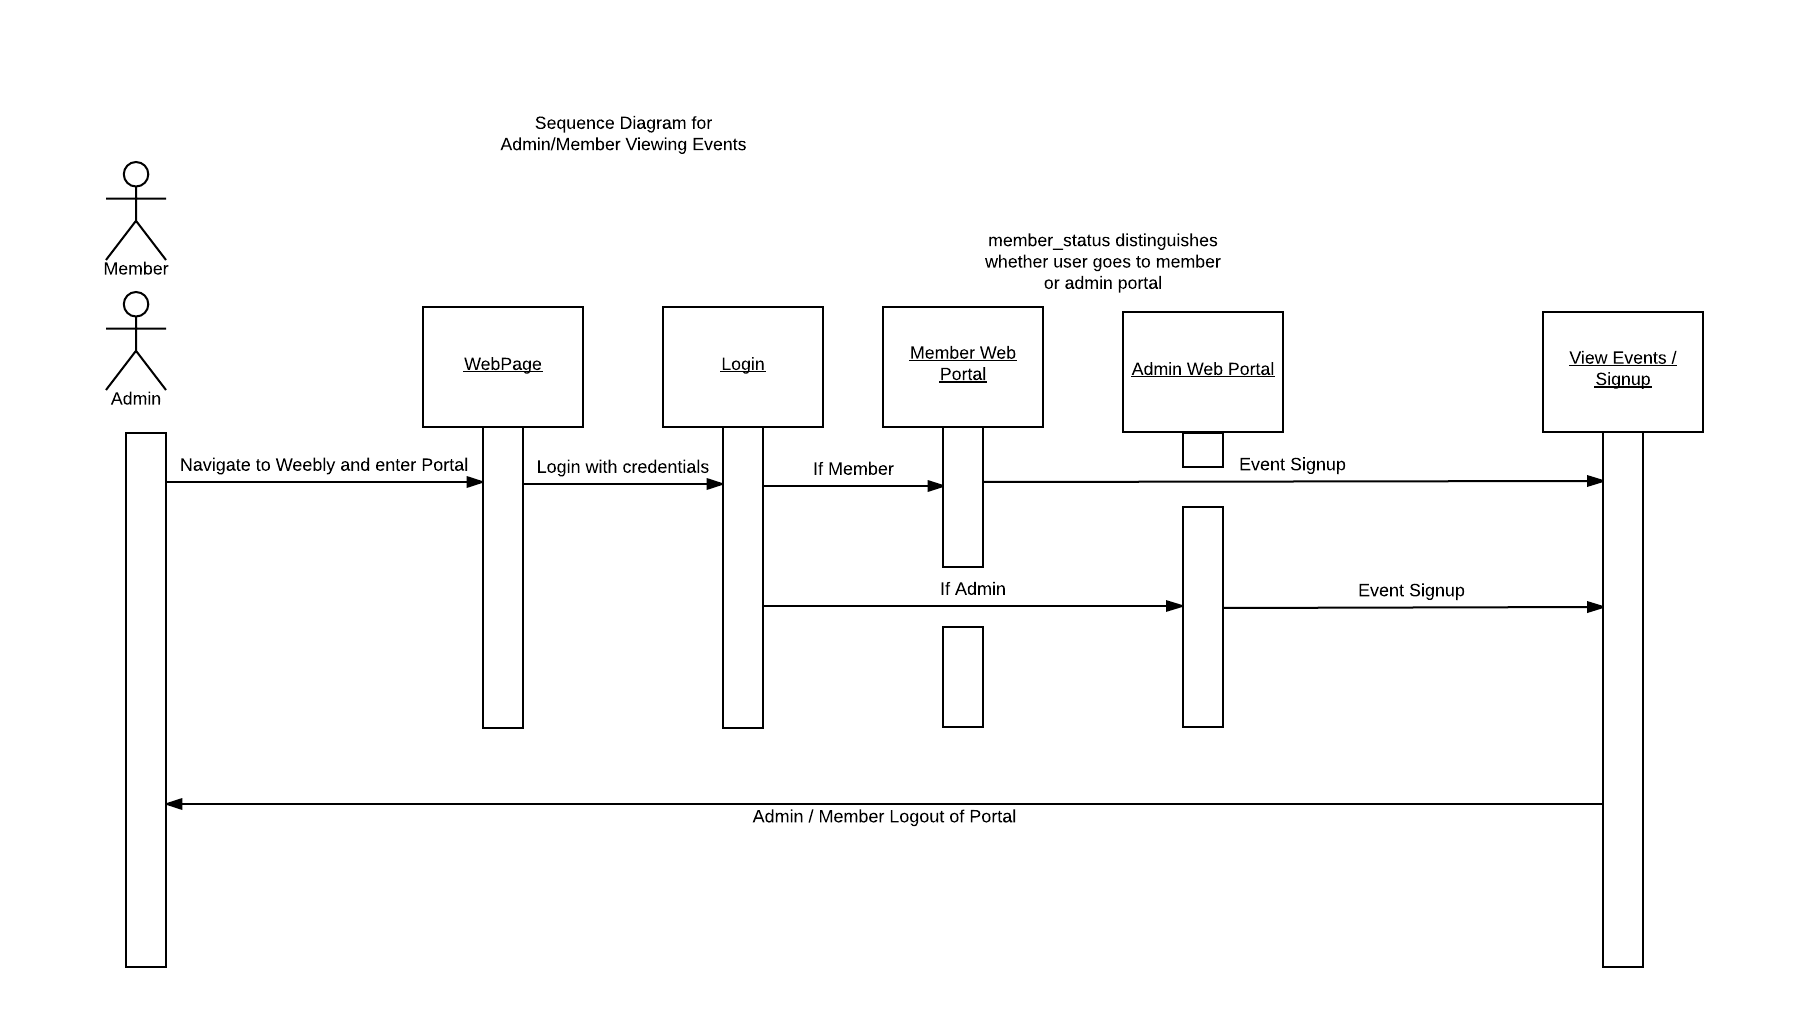 Sequence Diagram for
Admin/Member Viewing Events
Member
member_status distinguishes
whether user goes to member
or admin portal
Admin
WebPage
Login
Member Web
Portal
Admin Web Portal
View Events /
Signup
Navigate to Weebly and enter Portal
Login with credentials
If Member
Event Signup
If Admin
Event Signup
Admin / Member Logout of Portal